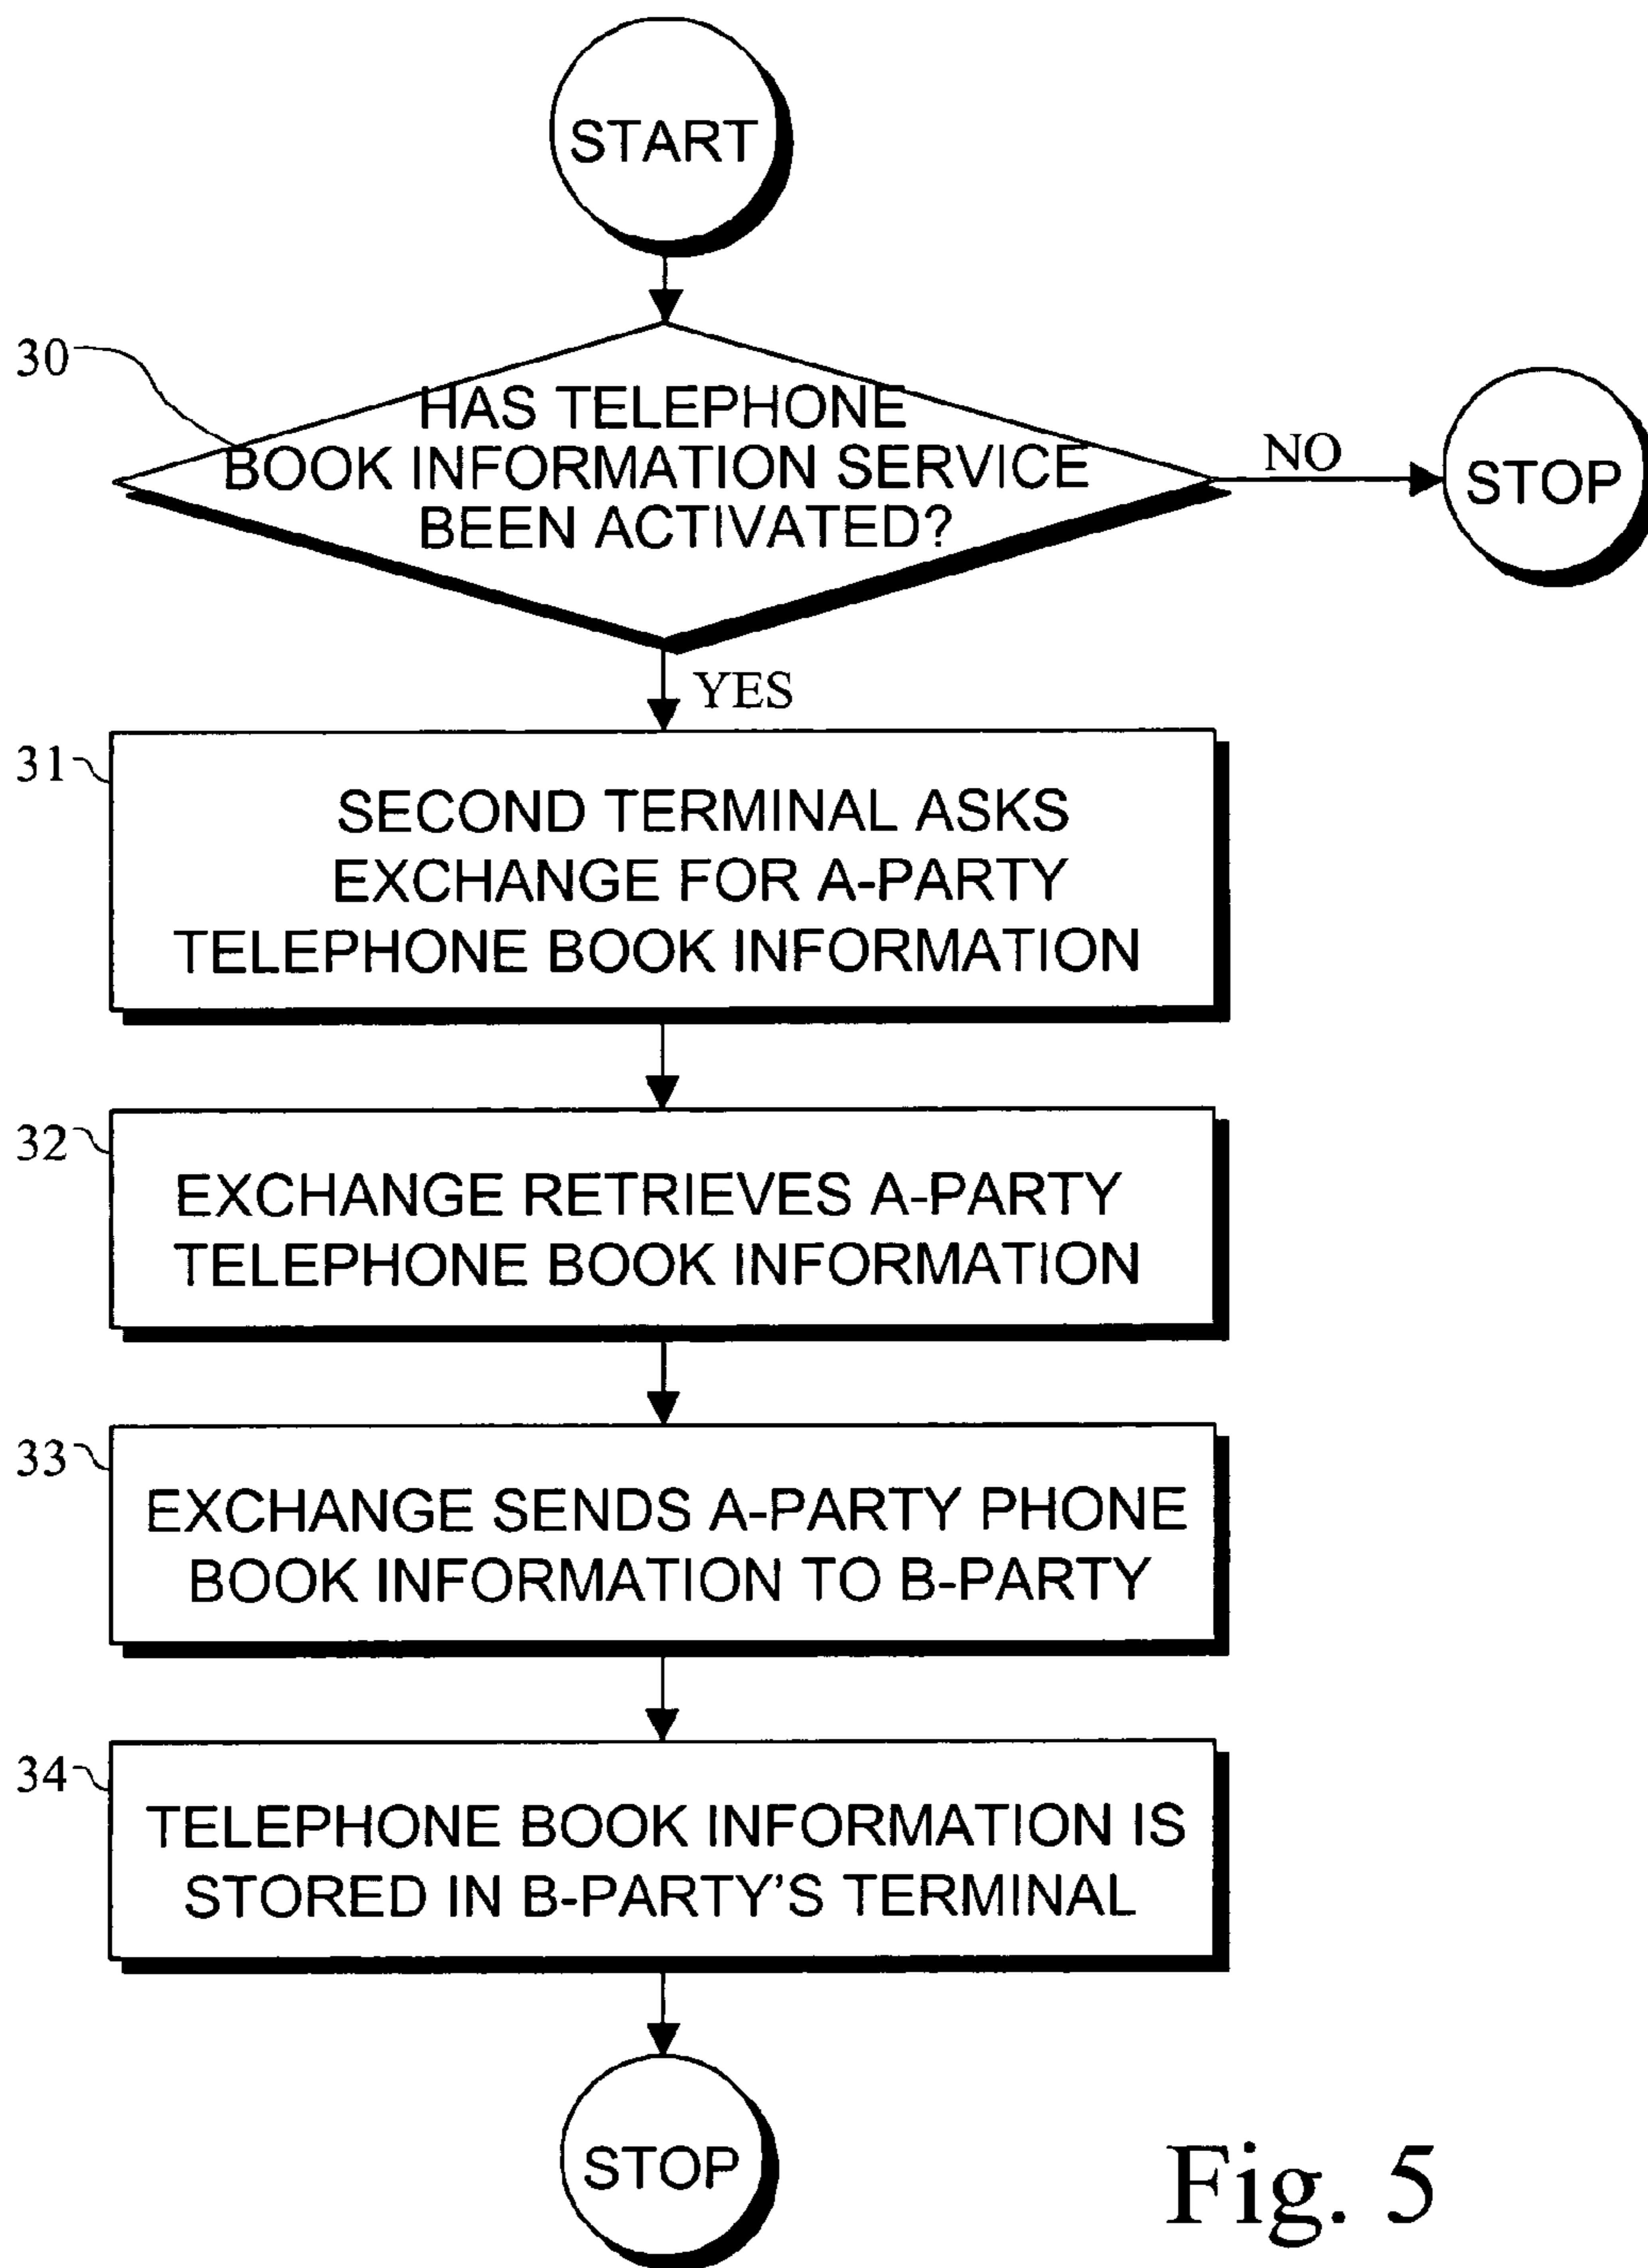 START
30
HAS TELEPHONE
BOOK INFORMATION SERVICE
BEEN ACTIVATED?
NO
STOP
YES
31
SECOND TERMINAL ASKS
EXCHANGE FOR A-PARTY
TELEPHONE BOOK INFORMATION
32
EXCHANGE RETRIEVES A-PARTY
TELEPHONE BOOK INFORMATION
33
EXCHANGE SENDS A-PARTY PHONE
BOOK INFORMATION TO B-PARTY
34
TELEPHONE BOOK INFORMATION IS
STORED IN B-PARTY'S TERMINAL
STOP
Fig. 5